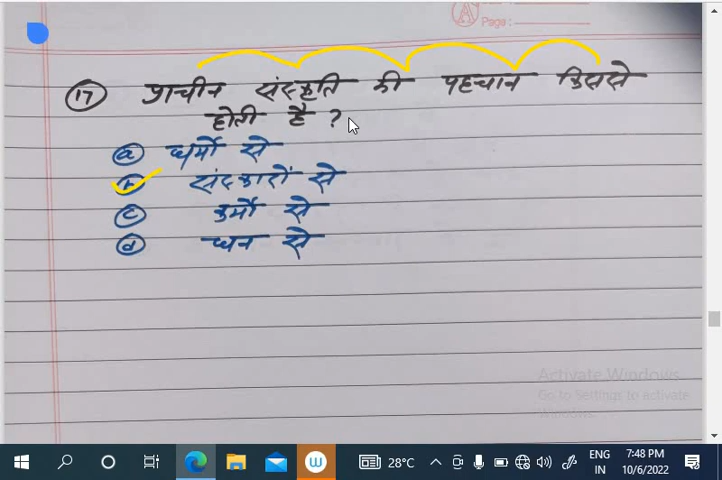 Page :
17 प्राचीन संस्कृति की पहचान किससे
होती है ?
a धर्मो से
b संस्कारों से
c कर्मो से
d धन से
Activate Windows
Go to Settings to activate
Windows.
28°C
ENG
IN
7:48 PM
10/6/2022